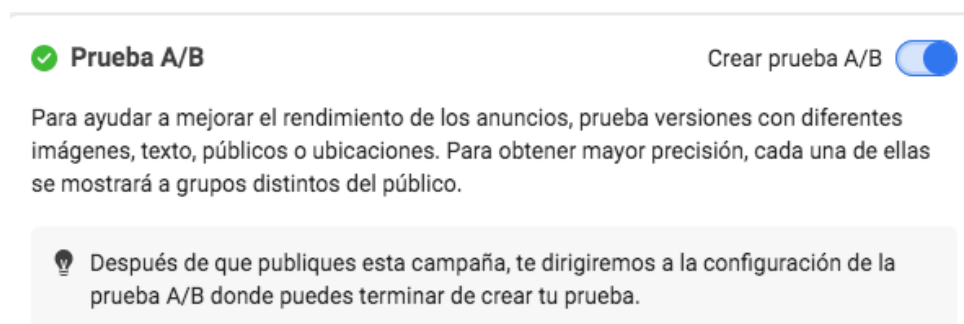 Prueba A/B
Crear prueba A/B
Para ayudar a mejorar el rendimiento de los anuncios, prueba versiones con diferentes
imágenes, texto, públicos o ubicaciones. Para obtener mayor precisión, cada una de ellas
se mostrará a grupos distintos del público.
Después de que publiques esta campaña, te dirigiremos a la configuración de la
prueba A/B donde puedes terminar de crear tu prueba.